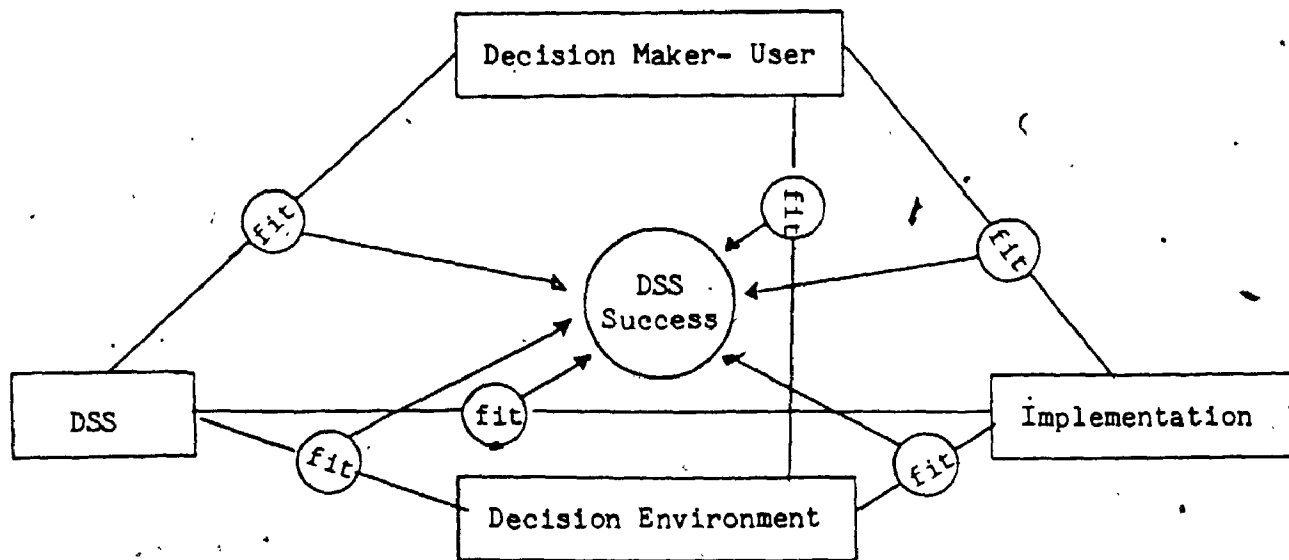 Decision Maker- User
fit
fit
fit
DSS
Success
DSS
fit
Implementation
fit
fit
Decision Environment